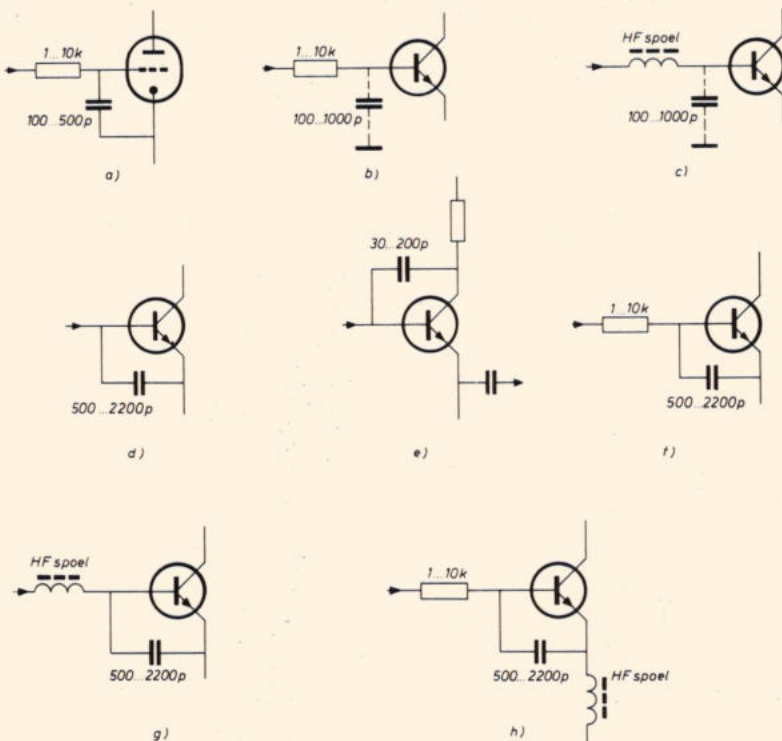 1...10k
100...500p
a)
1...10k
100...1000p
b)
HF spoel
100...1000p
c)
500...2200p
d)
30...200p
e)
1...10k
500...2200p
f)
HF spoel
500...2200p
g)
1...10k
500...2200p
HF spoel
h)